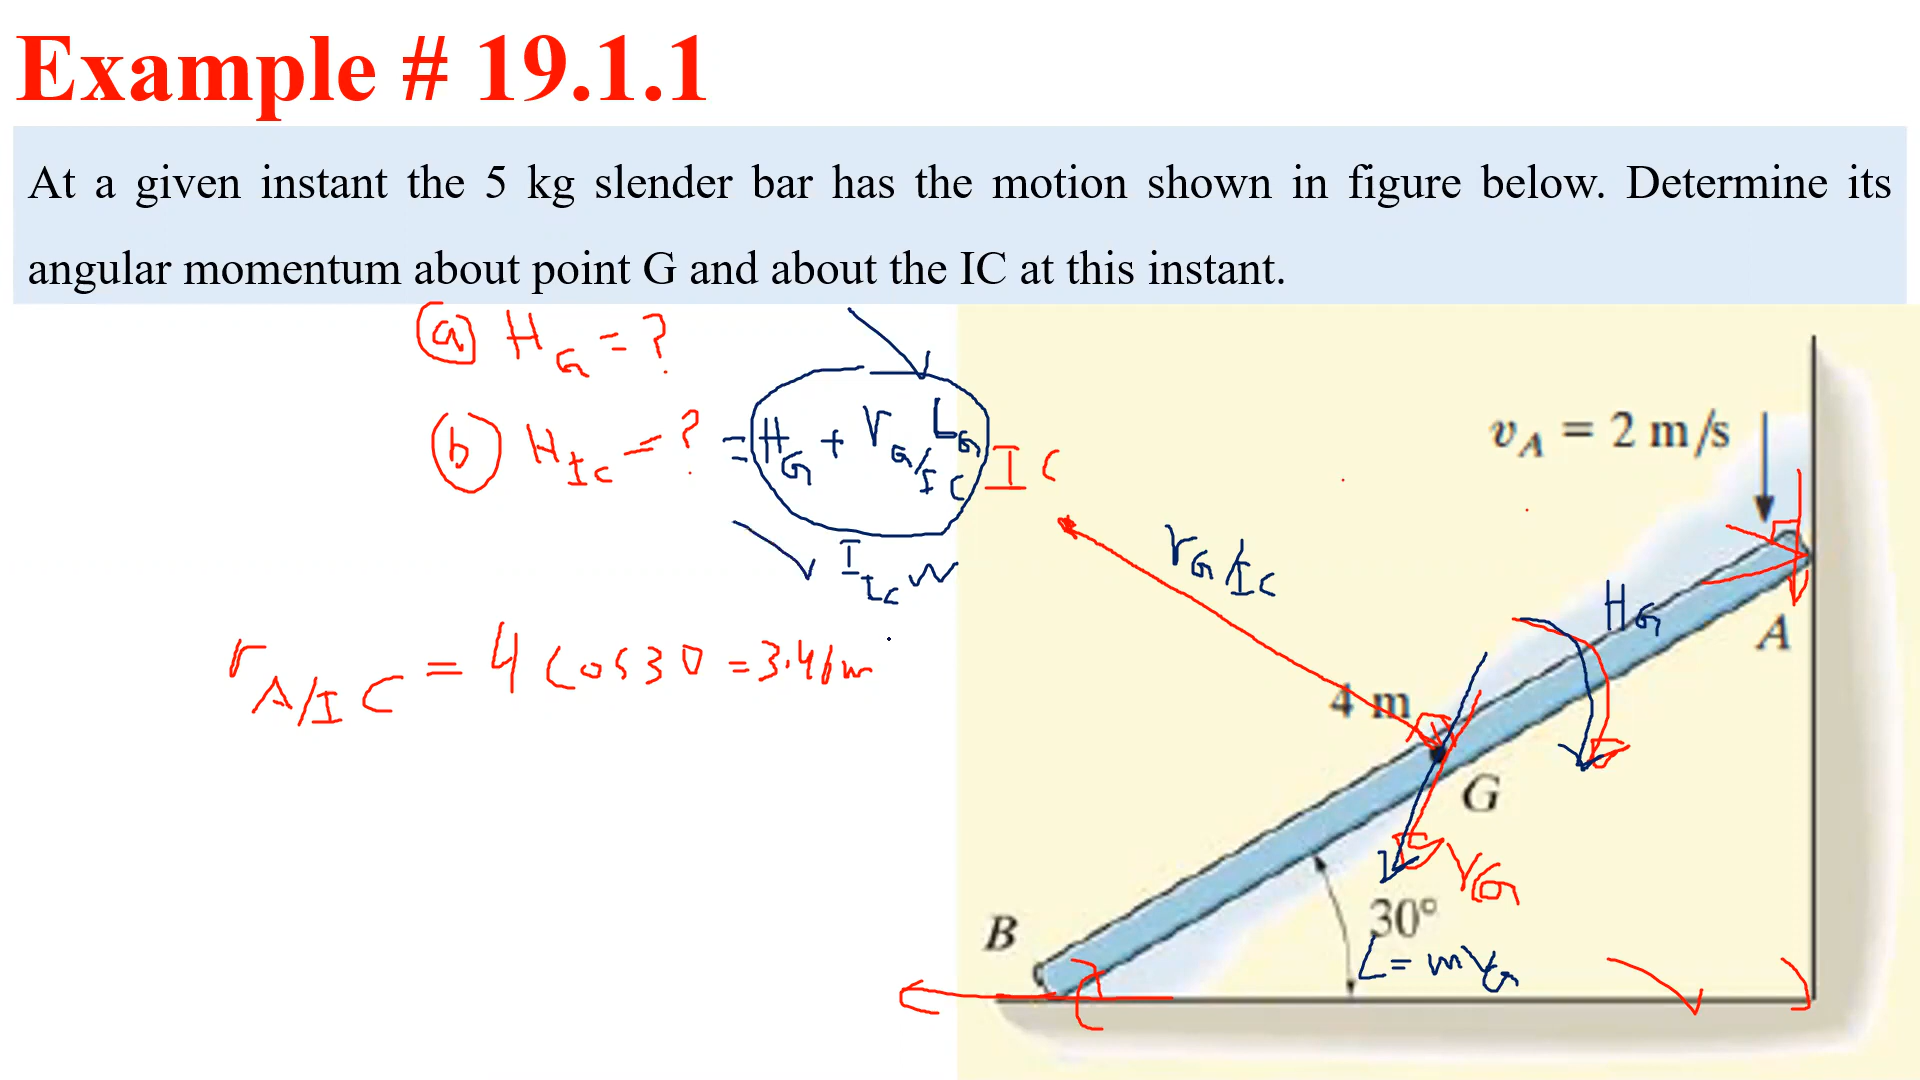 Example # 19.1.1
At a given instant the 5 kg slender bar has the motion shown in figure below. Determine its
angular momentum about point G and about the IC at this instant.
(a) H_G = ?
(b) H_IC = ? = H_G + r_G/IC L_G
I_IC ω
IC
r_A/IC = 4 cos30 = 3.46m
v_A = 2 m/s
r_G/IC
H_G
A
4 m
G
V_G
B
30°
L = mV_G